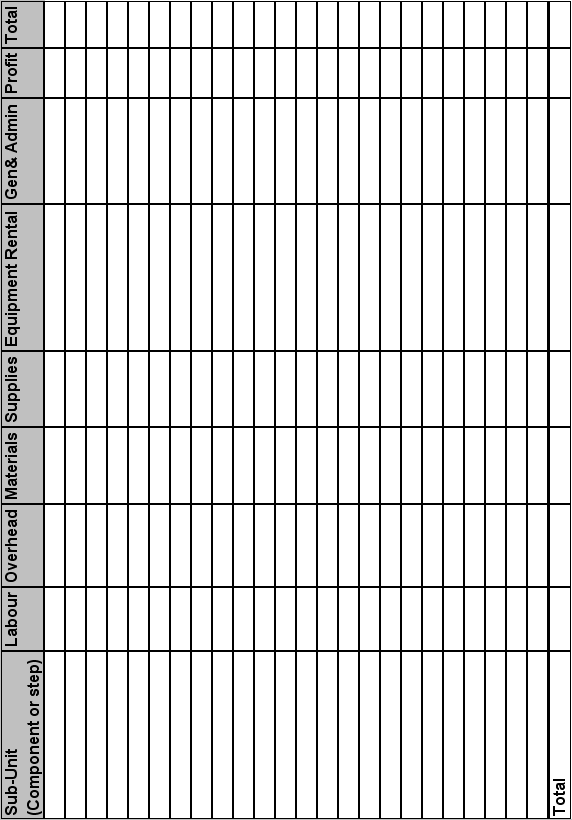 Sub-Unit
(Component or step)
Labour
Overhead
Materials
Supplies
Equipment Rental
Gen& Admin
Profit
Total
Total